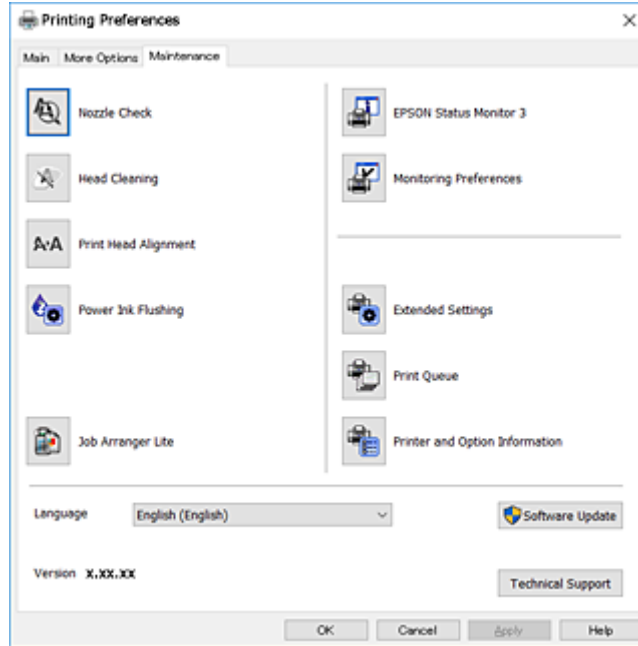 Printing Preferences
Main More Options Maintenance
Nozzle Check
EPSON Status Monitor 3
Head Cleaning
Monitoring Preferences
A·A Print Head Alignment
Power Ink Flushing
Extended Settings
Print Queue
Job Arranger Lite
Printer and Option Information
Language English (English) Software Update
Version X.XX.XX
Technical Support
OK Cancel Apply Help